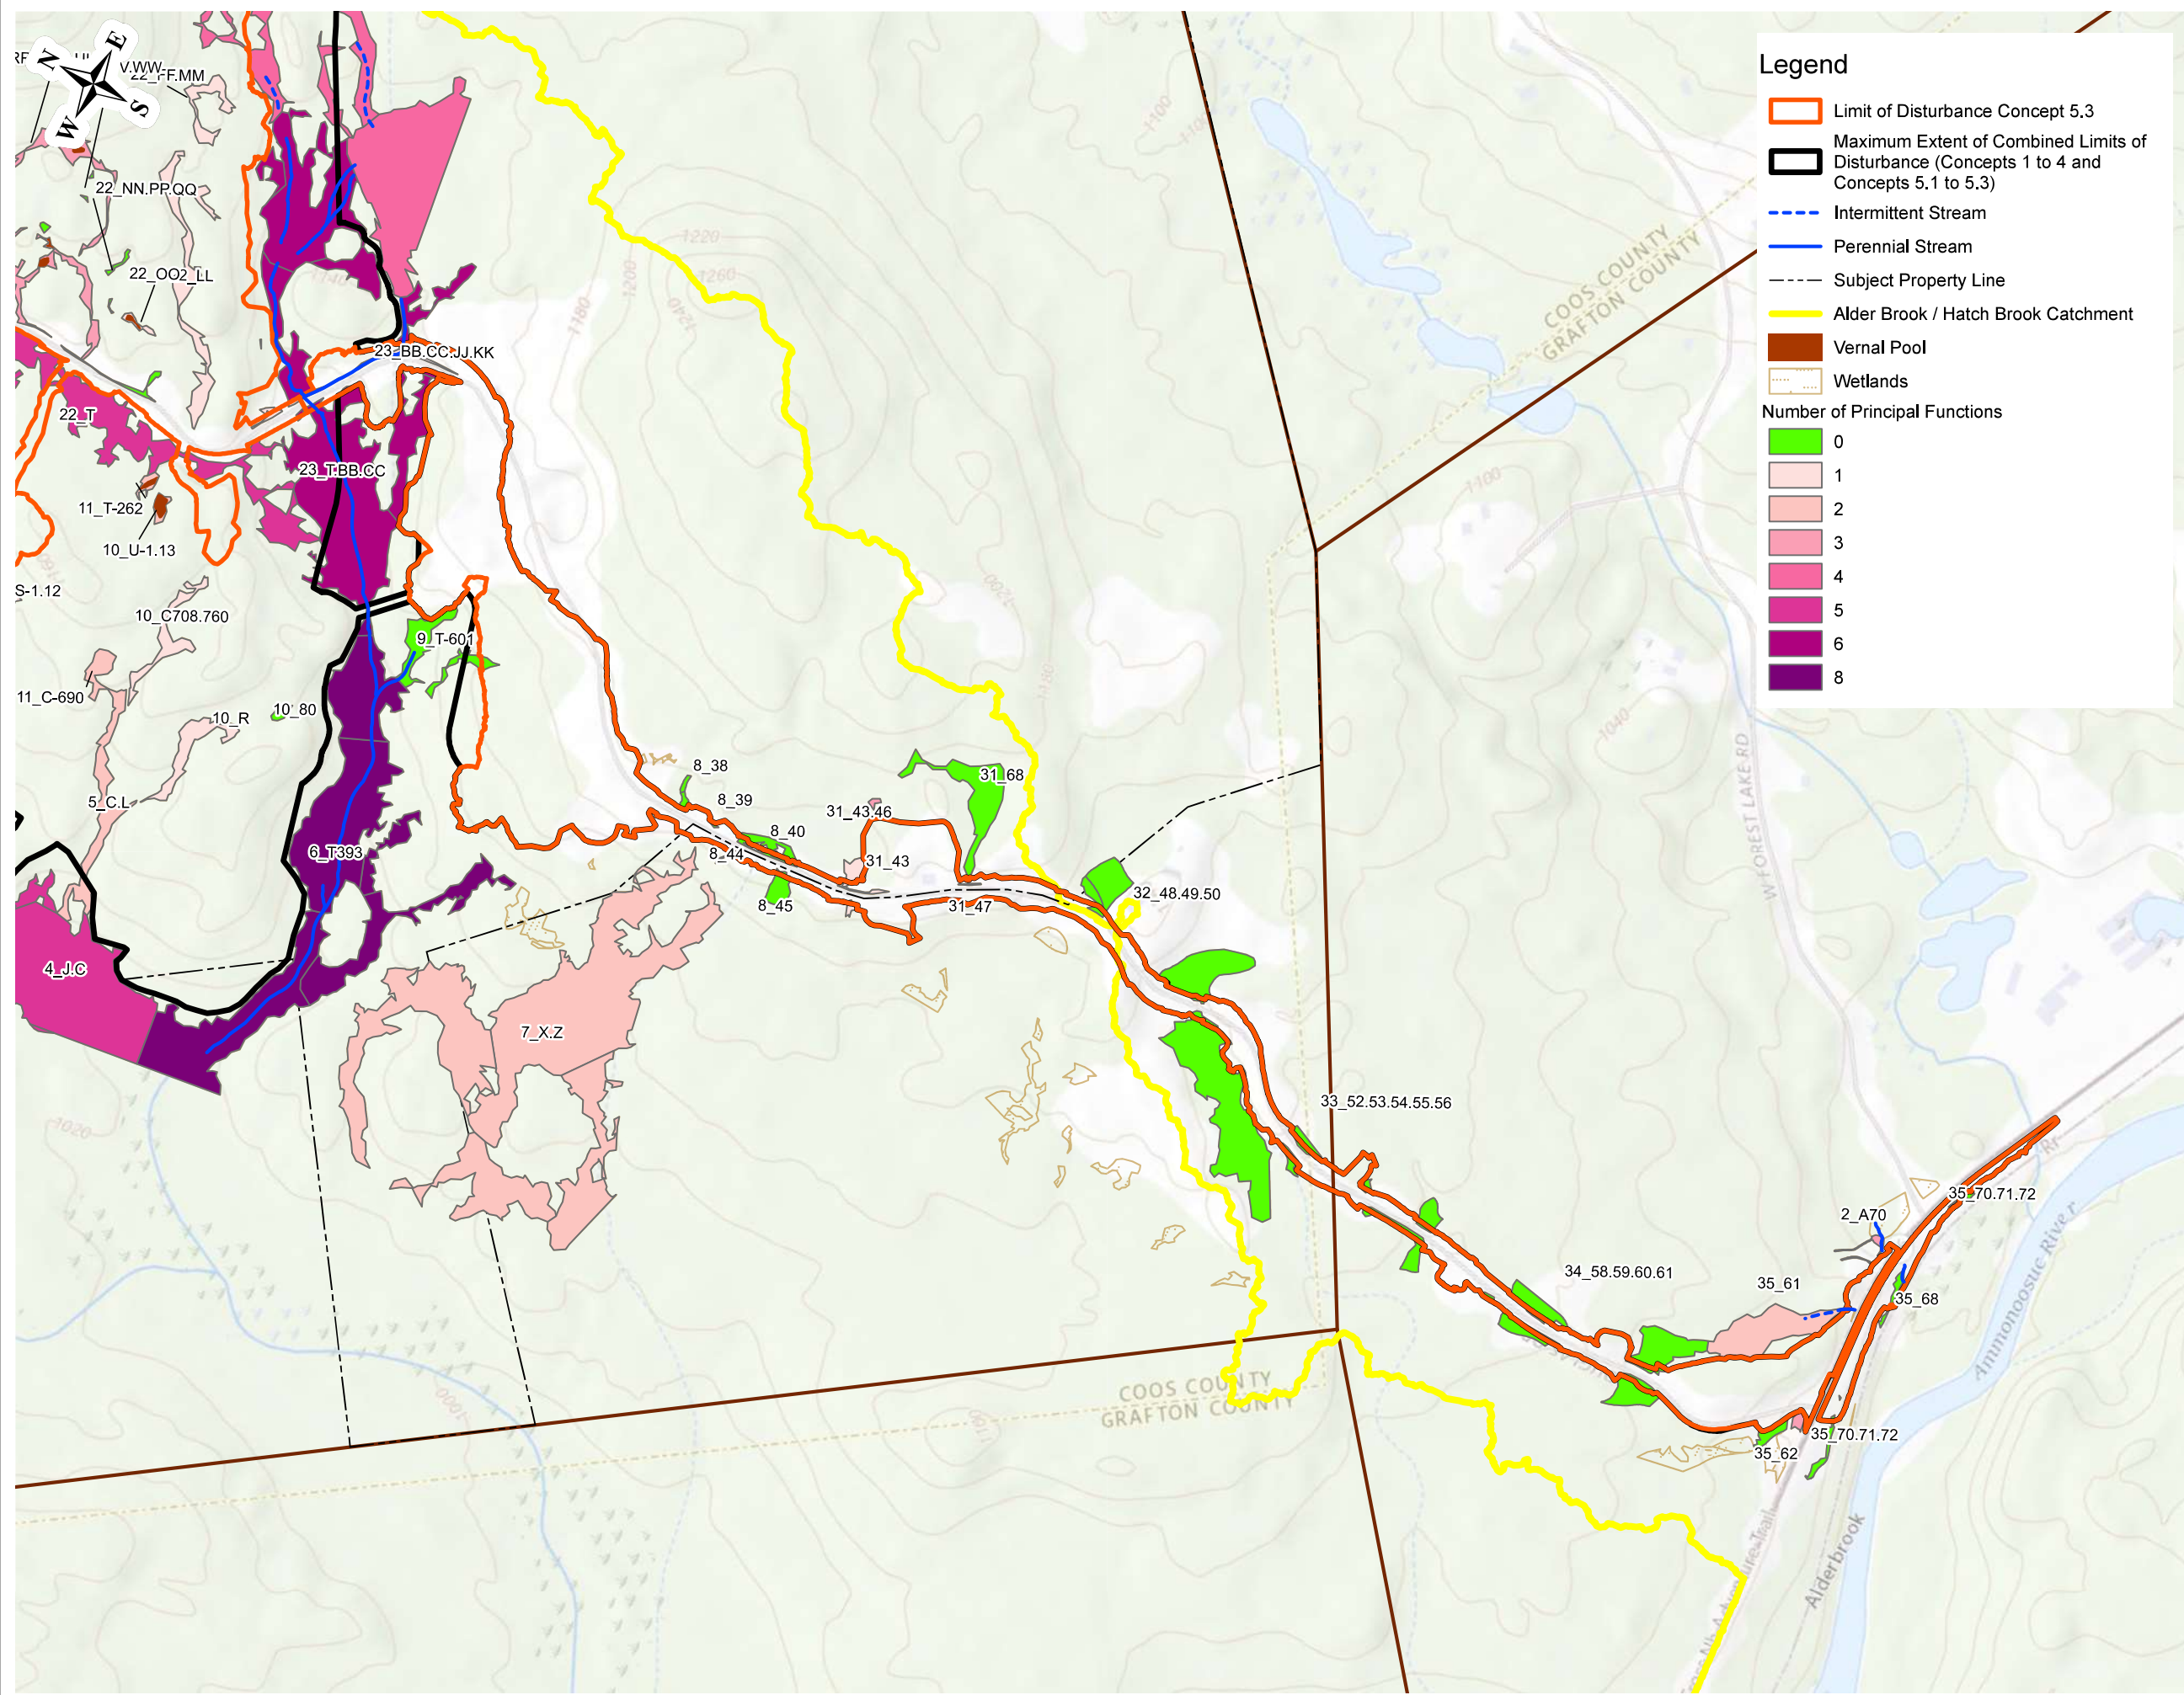 N
E
S
W
V.WW
22_FF.MM
22_NN.PP.QQ
22_OO2_LL
23_BB.CC.JJ.KK
22_T
23_T.BB.CC
11_T-262
10_U-1.13
S-1.12
10_C708.760
9_T-601
11_C-690
10_R
10_80
5_C.L
6_T393
4_J.C
7_X.Z
8_38
8_39
8_40
8_44
8_45
31_43.46
31_43
31_47
31_68
32_48.49.50
33_52.53.54.55.56
34_58.59.60.61
35_61
2_A70
35_70.71.72
35_68
35_70.71.72
35_62
1100
1220
1260
1200
1240
1180
1140
1180
1020
1100
1040
1020
1000
COOS COUNTY
GRAFTON COUNTY
COOS COUNTY
GRAFTON COUNTY
W FOREST LAKE RD
Ammonoosuc River
Alderbrook
Legend
Limit of Disturbance Concept 5.3
Maximum Extent of Combined Limits of
Disturbance (Concepts 1 to 4 and
Concepts 5.1 to 5.3)
Intermittent Stream
Perennial Stream
Subject Property Line
Alder Brook / Hatch Brook Catchment
Vernal Pool
Wetlands
Number of Principal Functions
0
1
2
3
4
5
6
8